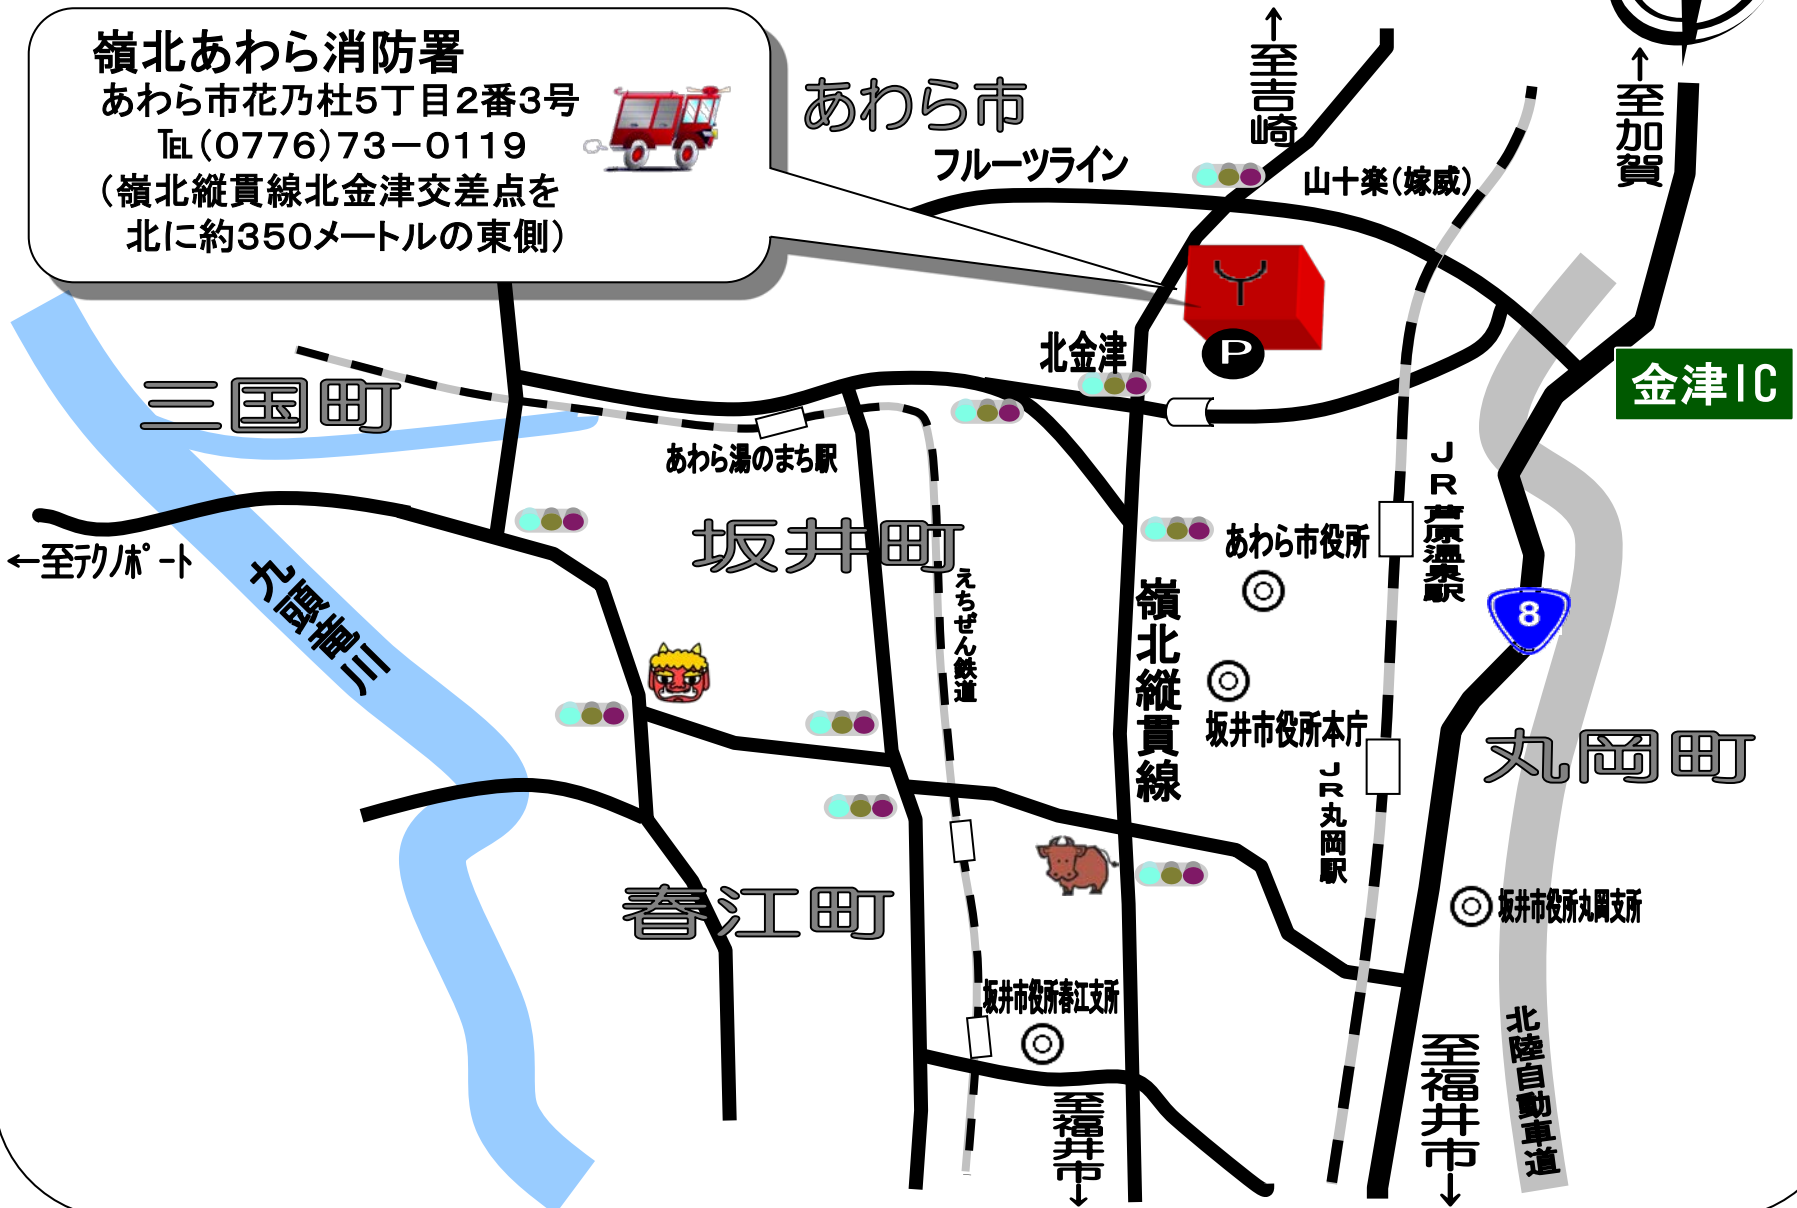 嶺北あわら消防署
あわら市花乃杜5丁目2番3号
℡(0776)73－0119
(嶺北縦貫線北金津交差点を
北に約350メートルの東側)
あわら市
↑至吉崎
↑至加賀
フルーツライン
山十楽(嫁威)
北金津
P
金津IC
三国町
あわら湯のまち駅
坂井町
←至テクノポート
九頭竜川
えちぜん鉄道
嶺北縦貫線
あわら市役所
JR芦原温泉駅
8
坂井市役所本庁
JR丸岡駅
丸岡町
春江町
坂井市役所丸岡支所
坂井市役所春江支所
至福井市↓
至福井市↓
北陸自動車道